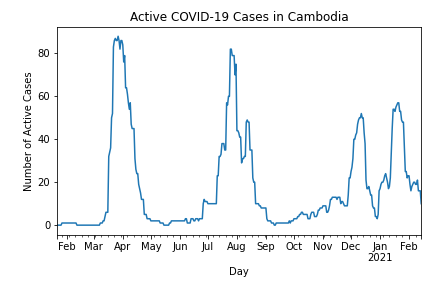 Active COVID-19 Cases in Cambodia
80
60
40
20
0
Number of Active Cases
Feb Mar Apr May Jun Jul Aug Sep Oct Nov Dec Jan Feb
2021
Day